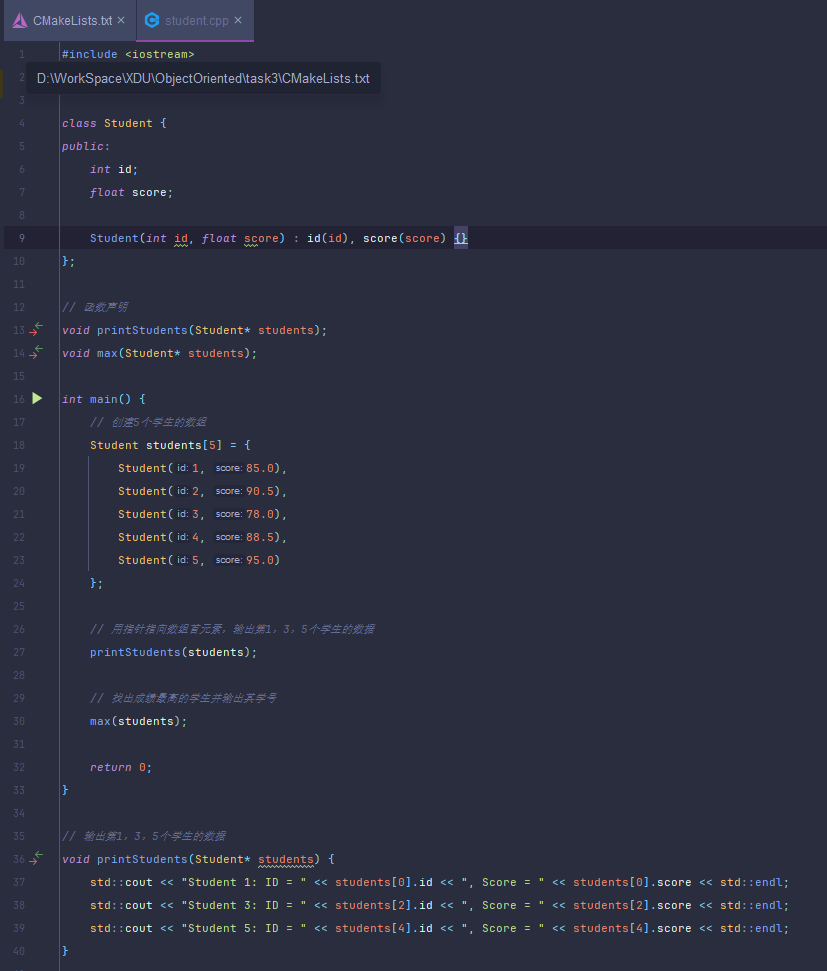 CMakeLists.txt ×
student.cpp ×
1 #include <iostream>
2
D:\WorkSpace\XDU\ObjectOriented\task3\CMakeLists.txt
3
4 class Student {
5 public:
6 int id;
7 float score;
8
9 Student(int id, float score) : id(id), score(score) {}
10 };
11
12 // 函数声明
13 void printStudents(Student* students);
14 void max(Student* students);
15
16 int main() {
17 // 创建5个学生的数组
18 Student students[5] = {
19 Student( id: 1, score: 85.0),
20 Student( id: 2, score: 90.5),
21 Student( id: 3, score: 78.0),
22 Student( id: 4, score: 88.5),
23 Student( id: 5, score: 95.0)
24 };
25
26 // 用指针指向数组首元素，输出第1，3，5个学生的数据
27 printStudents(students);
28
29 // 找出成绩最高的学生并输出其学号
30 max(students);
31
32 return 0;
33 }
34
35 // 输出第1，3，5个学生的数据
36 void printStudents(Student* students) {
37 std::cout << "Student 1: ID = " << students[0].id << ", Score = " << students[0].score << std::endl;
38 std::cout << "Student 3: ID = " << students[2].id << ", Score = " << students[2].score << std::endl;
39 std::cout << "Student 5: ID = " << students[4].id << ", Score = " << students[4].score << std::endl;
40 }